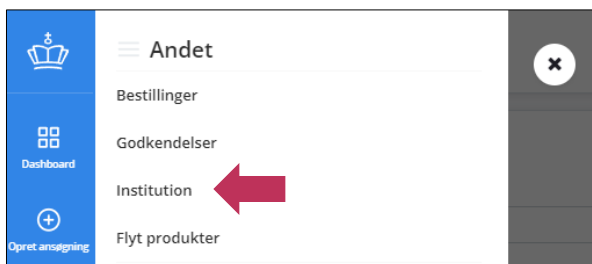 Andet
Bestillinger
Godkendelser
Institution
Flyt produkter
Dashboard
Opret ansøgning